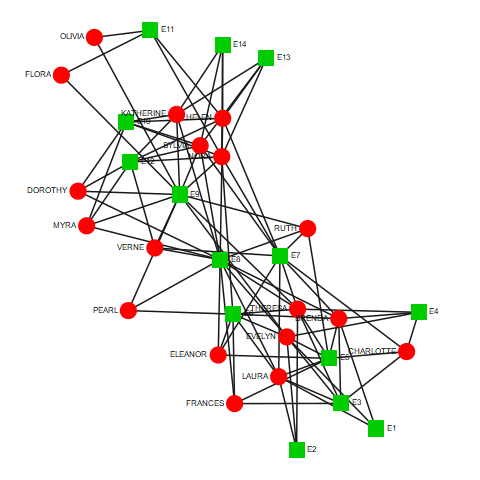 E11
OLIVIA
E14
E13
FLORA
KATHERINE
HELEN
E10
SYLVIA
NORA
E12
DOROTHY
E9
MYRA
RUTH
VERNE
E7
E8
THERESA
PEARL
E4
BRENDA
EVELYN
CHARLOTTE
ELEANOR
E5
LAURA
FRANCES
E3
E1
E2